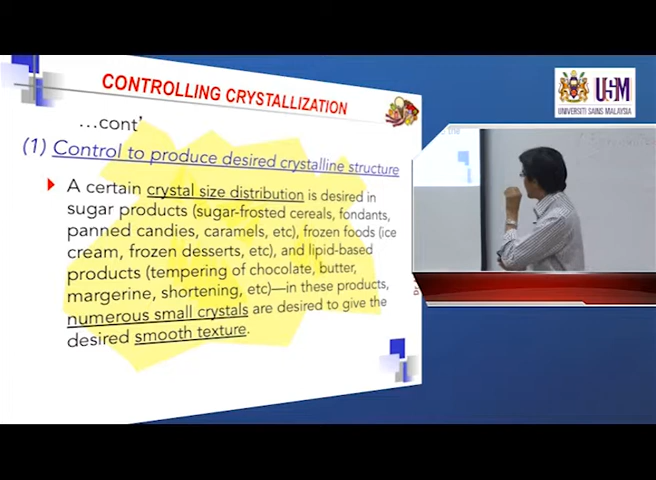 CONTROLLING CRYSTALLIZATION
...cont'
(1) Control to produce desired crystalline structure
A certain crystal size distribution is desired in
sugar products (sugar-frosted cereals, fondants,
panned candies, caramels, etc), frozen foods (ice
cream, frozen desserts, etc), and lipid-based
products (tempering of chocolate, butter,
margerine, shortening, etc)—in these products,
numerous small crystals are desired to give the
desired smooth texture.
USM
UNIVERSITI SAINS MALAYSIA